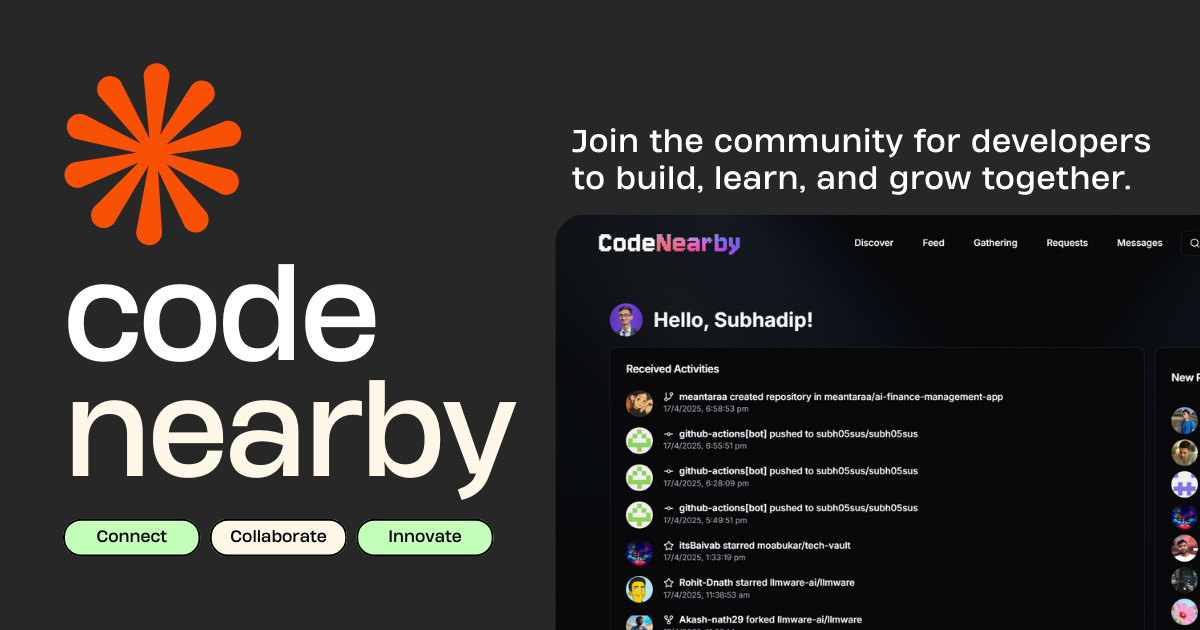 code
nearby
Connect
Collaborate
Innovate
Join the community for developers
to build, learn, and grow together.
CodeNearby
Discover
Feed
Gathering
Requests
Messages
Hello, Subhadip!
Received Activities
meantaraa created repository in meantaraa/ai-finance-management-app
17/4/2025, 6:58:53 pm
github-actions[bot] pushed to subh05sus/subh05sus
17/4/2025, 6:55:51 pm
github-actions[bot] pushed to subh05sus/subh05sus
17/4/2025, 6:28:09 pm
github-actions[bot] pushed to subh05sus/subh05sus
17/4/2025, 5:49:51 pm
itsBaivab starred moabukar/tech-vault
17/4/2025, 1:33:19 pm
Rohit-Dnath starred llmware-ai/llmware
17/4/2025, 11:38:53 am
Akash-nath29 forked llmware-ai/llmware
New